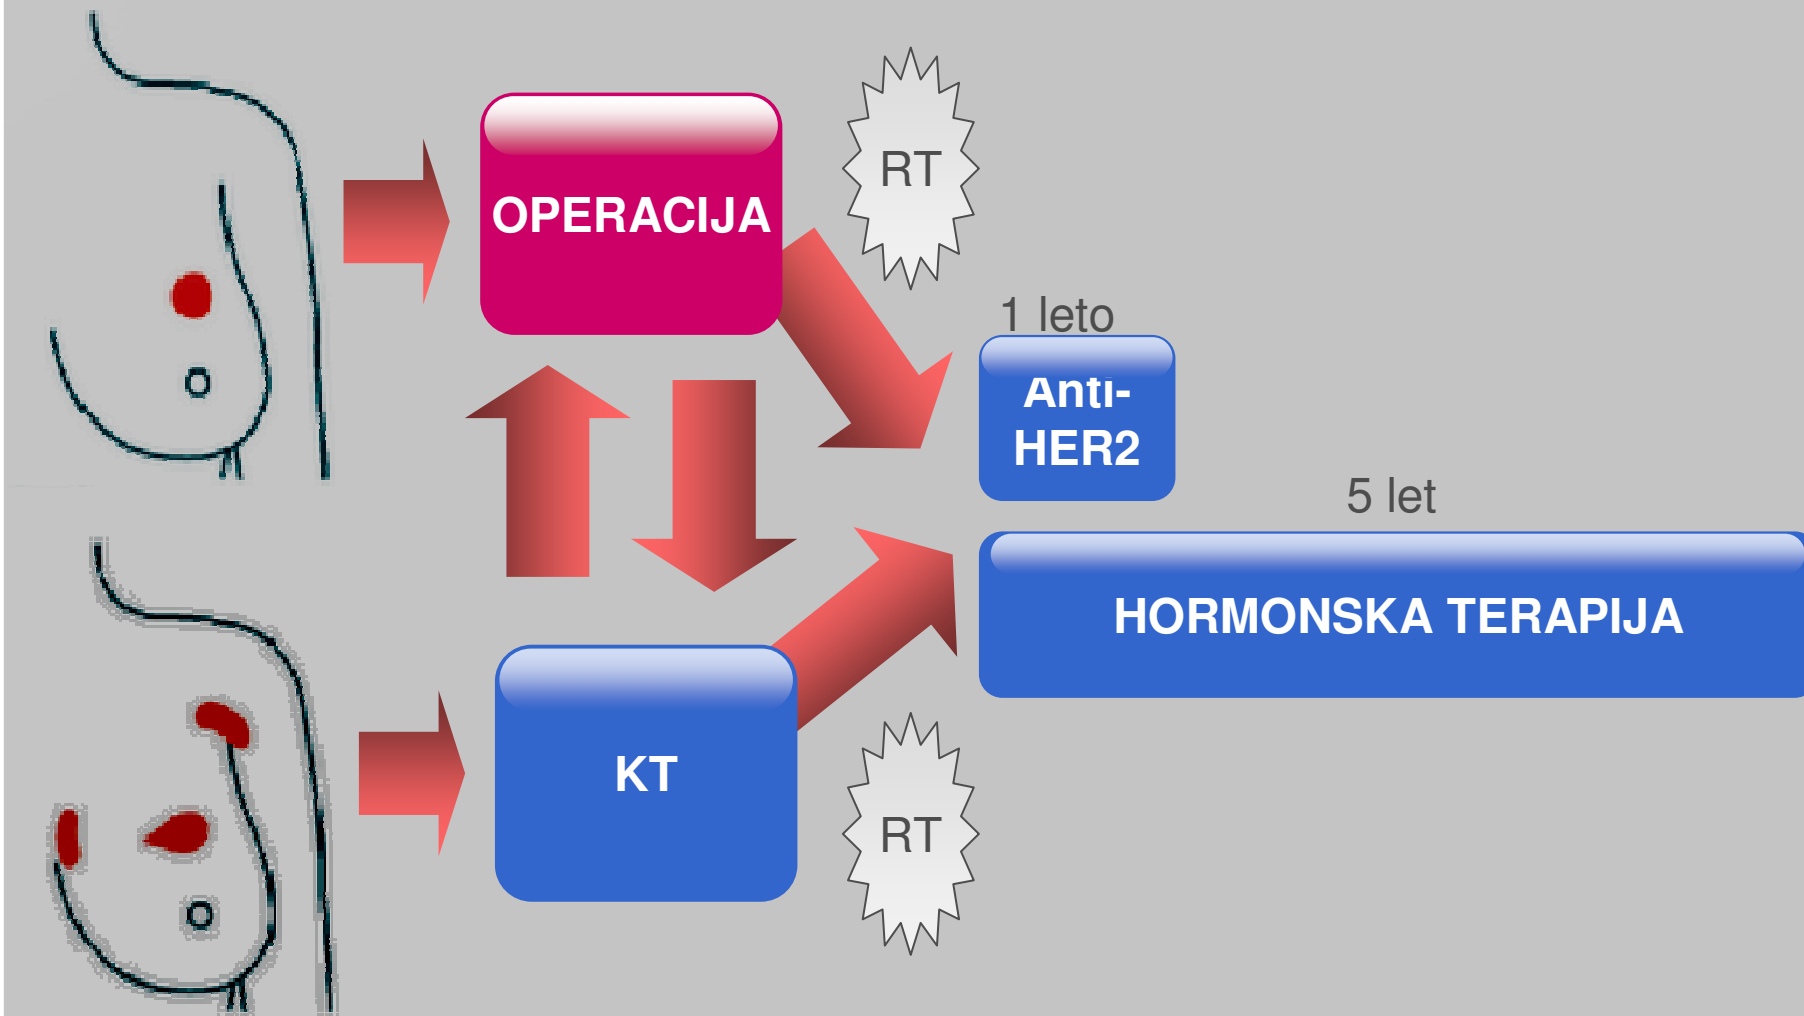 RT
OPERACIJA
1 leto
Anti-
HER2
5 let
HORMONSKA TERAPIJA
KT
RT